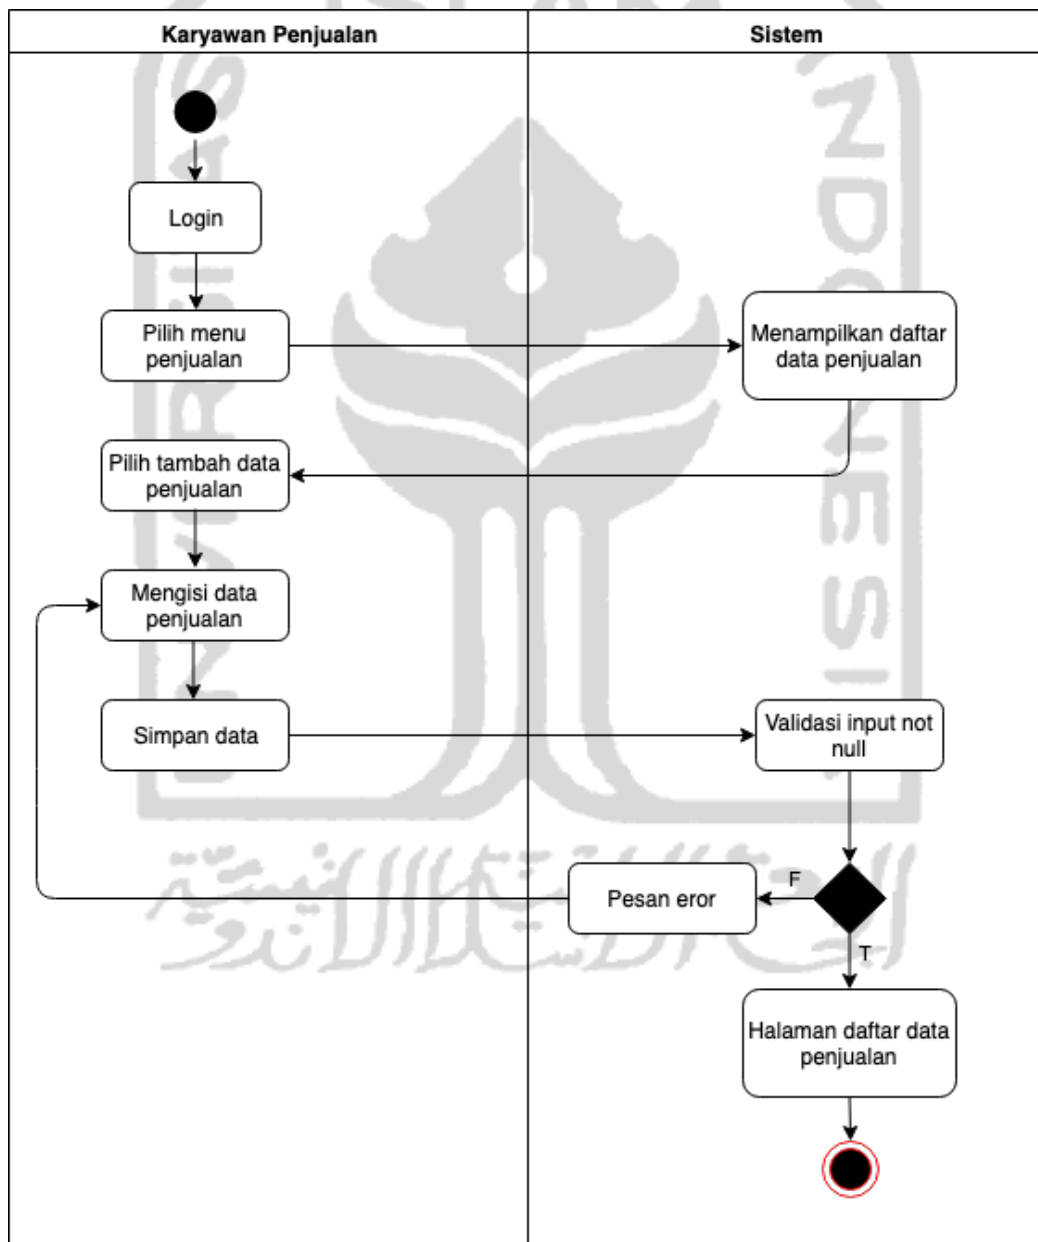 Karyawan Penjualan
Sistem
Login
Pilih menu
penjualan
Menampilkan daftar
data penjualan
Pilih tambah data
penjualan
Mengisi data
penjualan
Simpan data
Validasi input not
null
F
Pesan eror
T
Halaman daftar data
penjualan